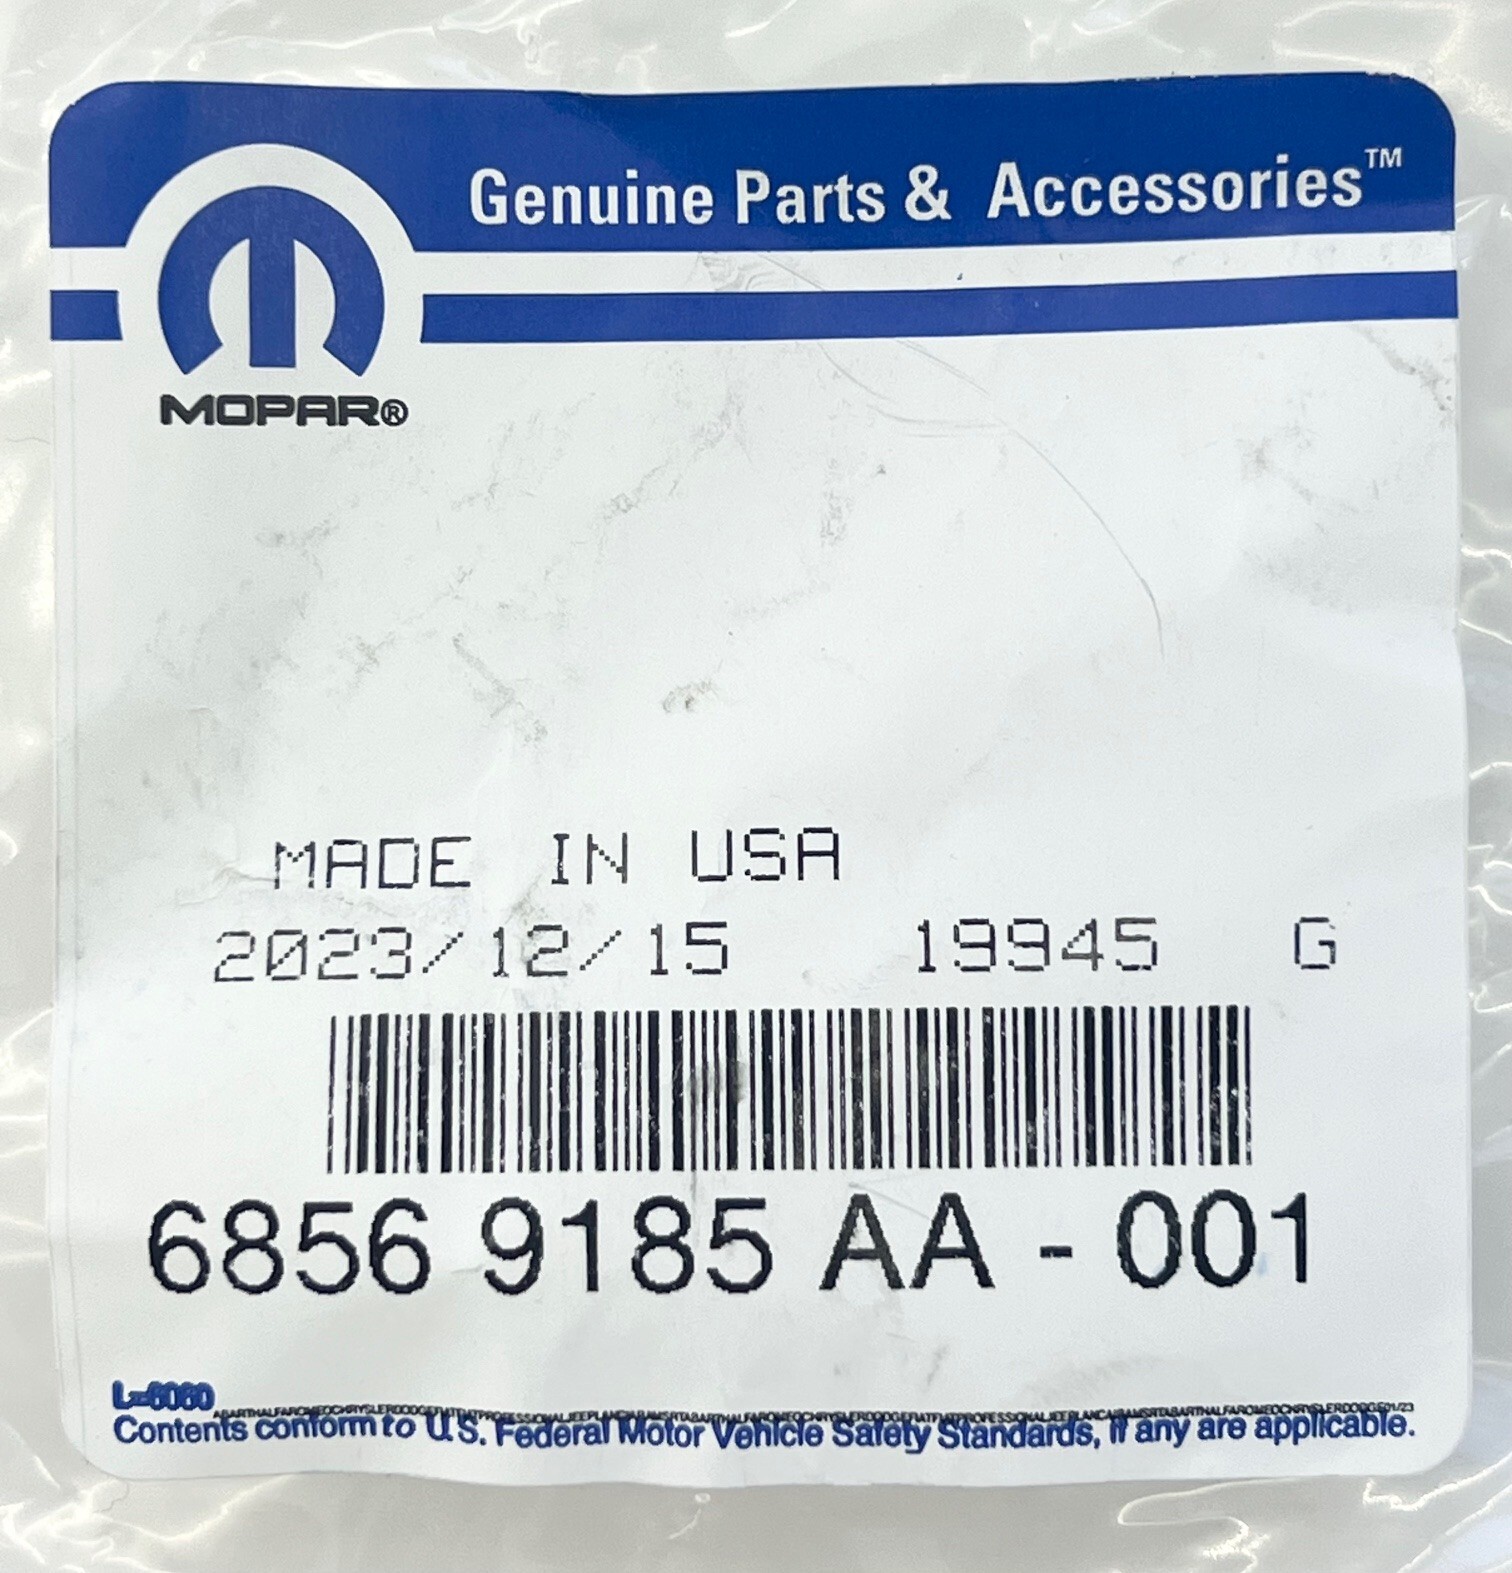 Genuine Parts & Accessories™
MOPAR®
MADE IN USA
2023/12/15 19945 G
6856 9185 AA - 001
L-6060
Contents conform to U.S. Federal Motor Vehicle Safety Standards, if any are applicable.